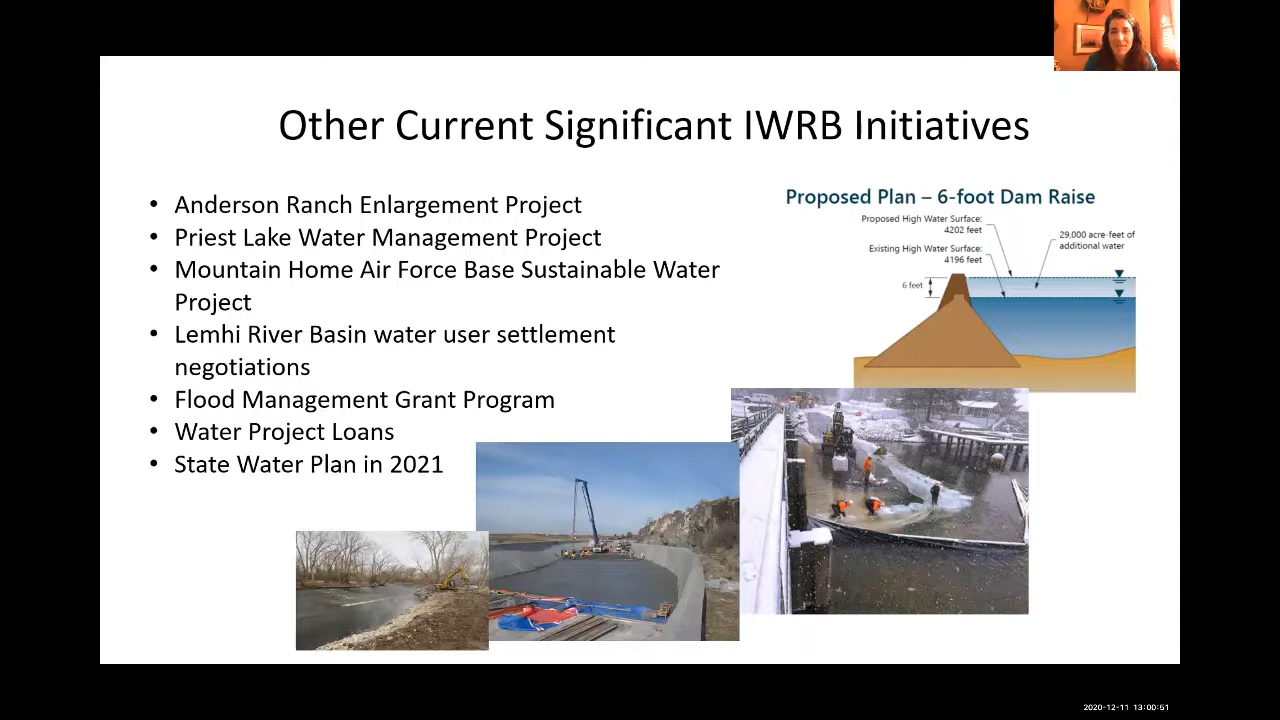 Other Current Significant IWRB Initiatives
• Anderson Ranch Enlargement Project
• Priest Lake Water Management Project
• Mountain Home Air Force Base Sustainable Water
Project
• Lemhi River Basin water user settlement
negotiations
• Flood Management Grant Program
• Water Project Loans
• State Water Plan in 2021
Proposed Plan – 6-foot Dam Raise
Proposed High Water Surface:
4202 feet
Existing High Water Surface:
4196 feet
29,000 acre-feet of
additional water
6 feet
2020-12-11 13:00:51